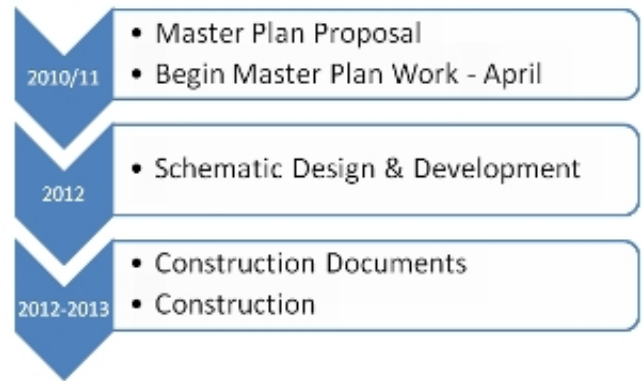 2010/11
• Master Plan Proposal
• Begin Master Plan Work - April
2012
• Schematic Design & Development
2012-2013
• Construction Documents
• Construction